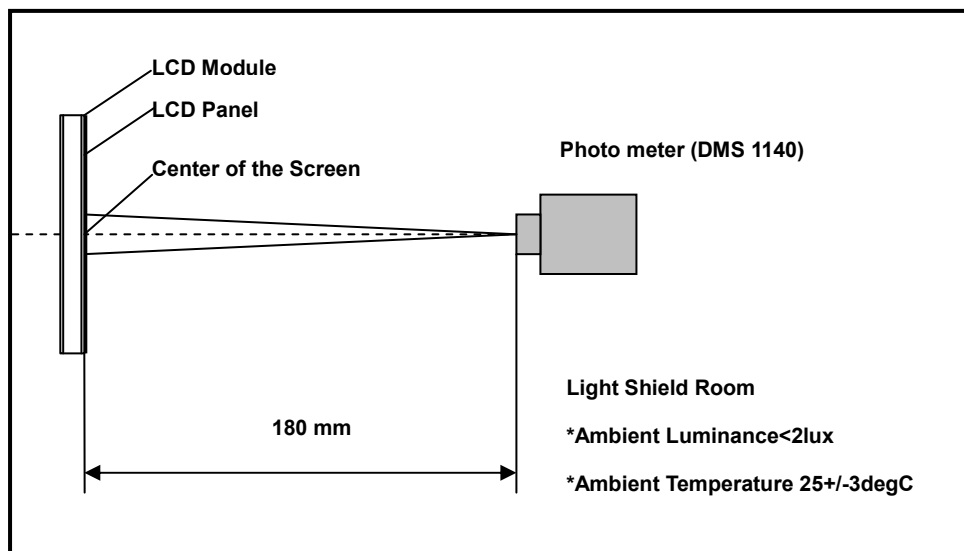 LCD Module
LCD Panel
Center of the Screen
Photo meter (DMS 1140)
180 mm
Light Shield Room
*Ambient Luminance<2lux
*Ambient Temperature 25+/-3degC